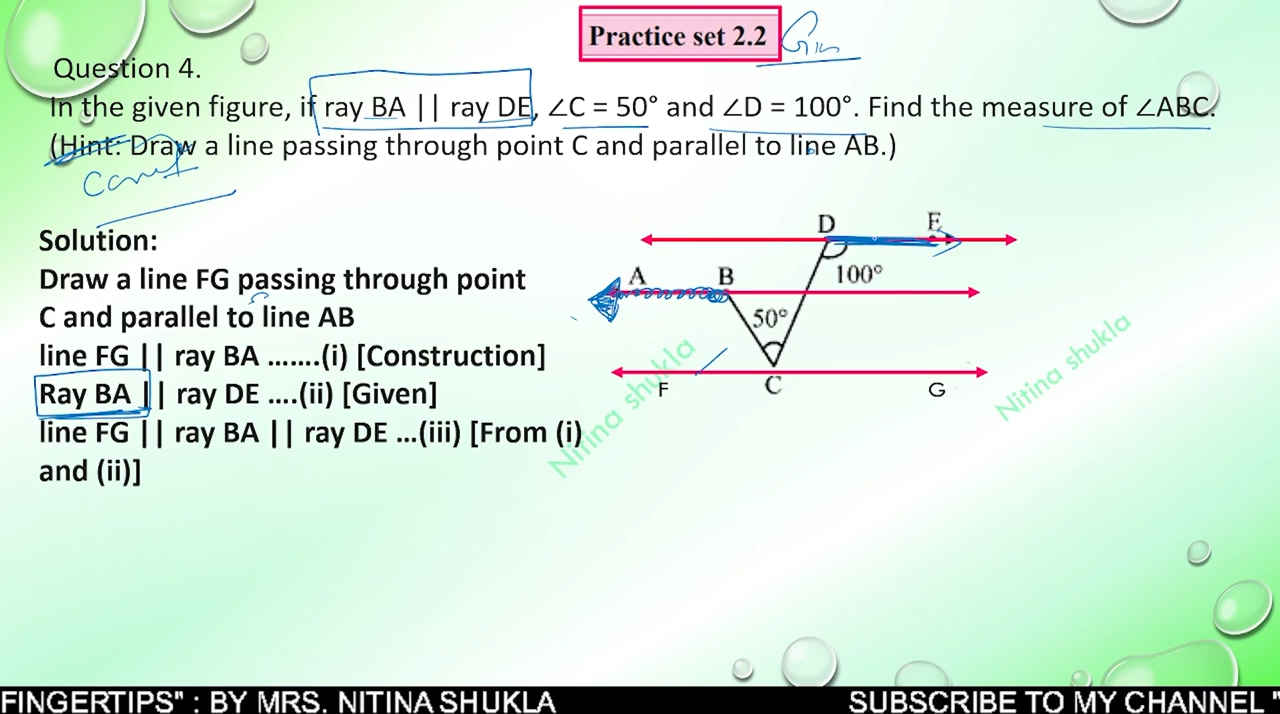 Practice set 2.2
Question 4.
In the given figure, if ray BA || ray DE, ∠C = 50° and ∠D = 100°. Find the measure of ∠ABC.
(Hint: Draw a line passing through point C and parallel to line AB.)
Solution:
Draw a line FG passing through point
C and parallel to line AB
line FG || ray BA …….(i) [Construction]
Ray BA || ray DE ….(ii) [Given]
line FG || ray BA || ray DE …(iii) [From (i)
and (ii)]
D E
A B 100°
50°
F C G
Nitina shukla
Nitina shukla
FINGERTIPS" : BY MRS. NITINA SHUKLA
SUBSCRIBE TO MY CHANNEL "